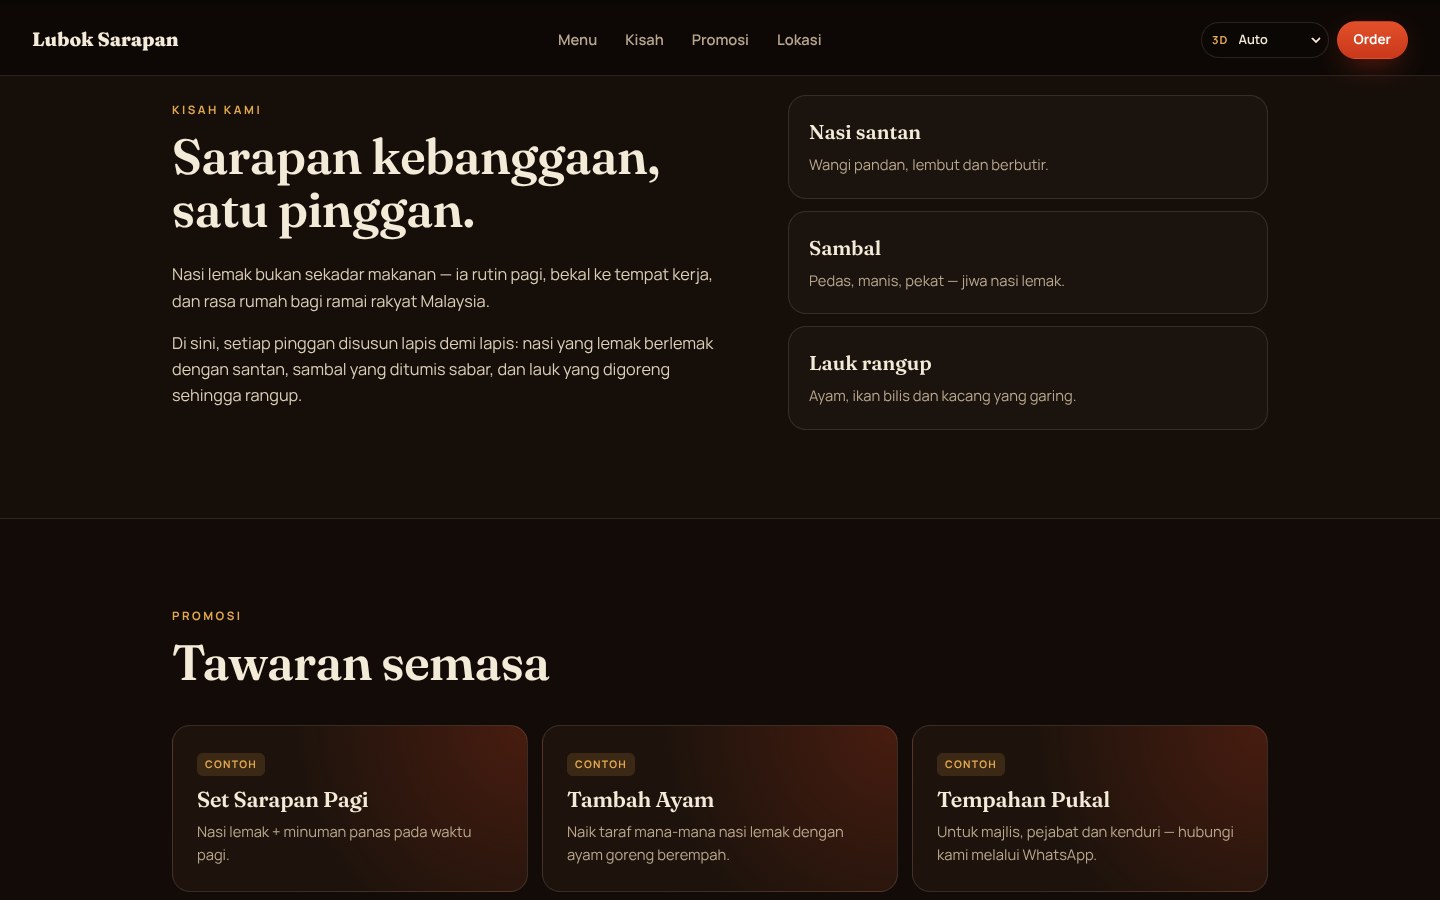 Lubok Sarapan
Menu
Kisah
Promosi
Lokasi
3D
Auto
Order
KISAH KAMI
Sarapan kebanggaan,
satu pinggan.
Nasi lemak bukan sekadar makanan — ia rutin pagi, bekal ke tempat kerja,
dan rasa rumah bagi ramai rakyat Malaysia.
Di sini, setiap pinggan disusun lapis demi lapis: nasi yang lemak berlemak
dengan santan, sambal yang ditumis sabar, dan lauk yang digoreng
sehingga rangup.
Nasi santan
Wangi pandan, lembut dan berbutir.
Sambal
Pedas, manis, pekat — jiwa nasi lemak.
Lauk rangup
Ayam, ikan bilis dan kacang yang garing.
PROMOSI
Tawaran semasa
CONTOH
Set Sarapan Pagi
Nasi lemak + minuman panas pada waktu
pagi.
CONTOH
Tambah Ayam
Naik taraf mana-mana nasi lemak dengan
ayam goreng berempah.
CONTOH
Tempahan Pukal
Untuk majlis, pejabat dan kenduri — hubungi
kami melalui WhatsApp.